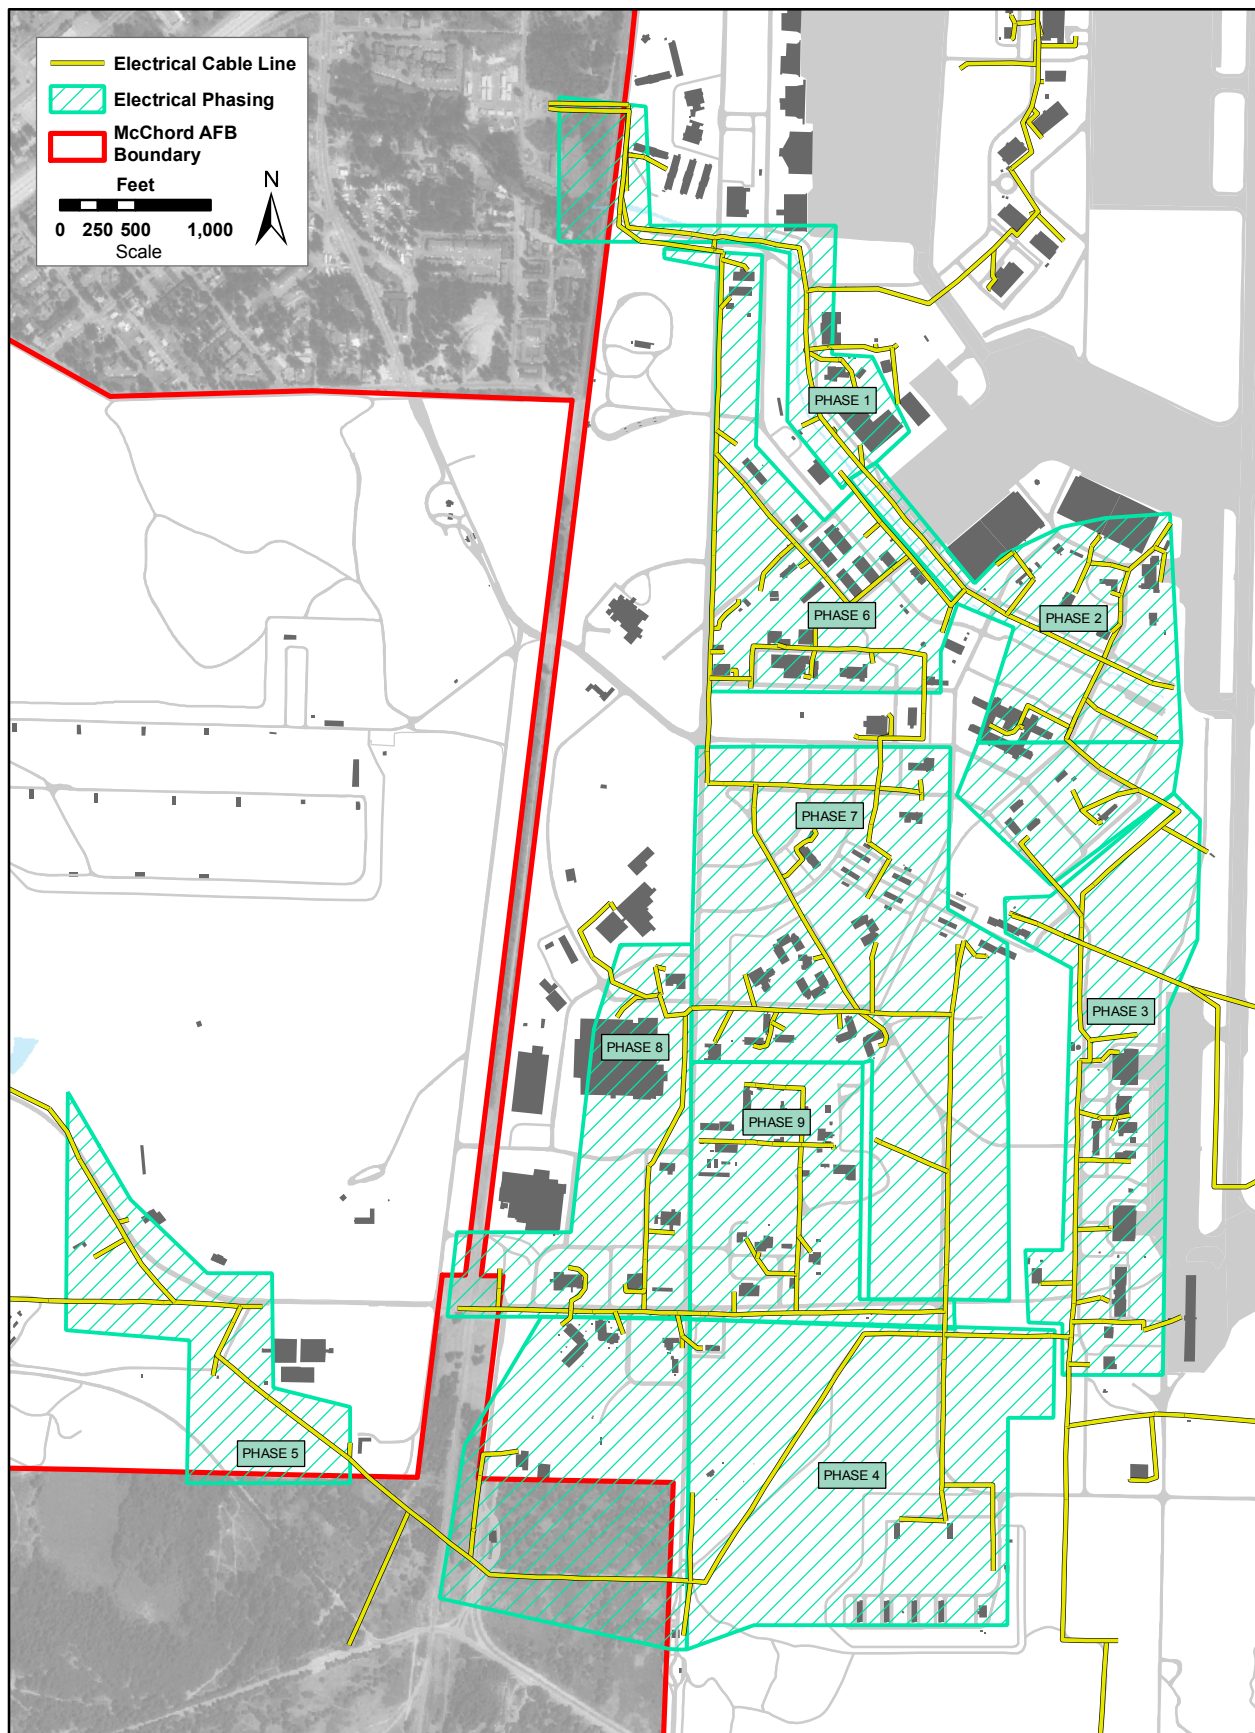 Electrical Cable Line
Electrical Phasing
McChord AFB
Boundary
Feet
0 250 500 1,000
Scale
N
PHASE 1
PHASE 6
PHASE 2
PHASE 7
PHASE 3
PHASE 8
PHASE 9
PHASE 5
PHASE 4